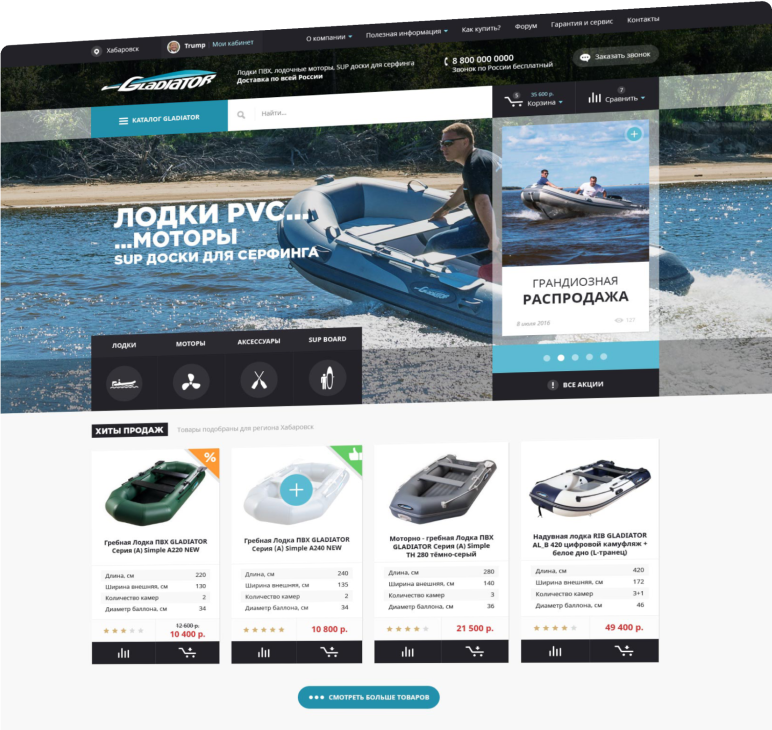 Хабаровск
Trump Мои кабинет
О компании
Полезная информация
Как купить?
Форум
Гарантия и сервис
Контакты
GLADIATOR
Лодки ПВХ, лодочные моторы, SUP доски для серфинга
Доставка по всей России
8 800 000 0000
Звонок по России бесплатный
Заказать звонок
КАТАЛОГ GLADIATOR
Найти...
5
35 600 р.
Корзина
7
Сравнить
ЛОДКИ PVC...
...МОТОРЫ
SUP ДОСКИ ДЛЯ СЕРФИНГА
ГРАНДИОЗНАЯ
РАСПРОДАЖА
8 июля 2016
127
ВСЕ АКЦИИ
ЛОДКИ
МОТОРЫ
АКСЕССУАРЫ
SUP BOARD
ХИТЫ ПРОДАЖ
Товары подобраны для региона Хабаровск
%
Гребная Лодка ПВХ GLADIATOR
Серия (A) Simple A220 NEW
Длина, см 220
Ширина внешняя, см 130
Количество камер 2
Диаметр баллона, см 34
12 600 р.
10 400 р.
Гребная Лодка ПВХ GLADIATOR
Серия (A) Simple A240 NEW
Длина, см 240
Ширина внешняя, см 135
Количество камер 2
Диаметр баллона, см 34
10 800 р.
Моторно - гребная Лодка ПВХ
GLADIATOR Серия (A) Simple
TH 280 тёмно-серый
Длина, см 280
Ширина внешняя, см 140
Количество камер 3
Диаметр баллона, см 36
21 500 р.
Надувная лодка RIB GLADIATOR
AL_B 420 цифровой камуфляж +
белое дно (L-транец)
Длина, см 420
Ширина внешняя, см 172
Количество камер 3+1
Диаметр баллона, см 46
49 400 р.
СМОТРЕТЬ БОЛЬШЕ ТОВАРОВ